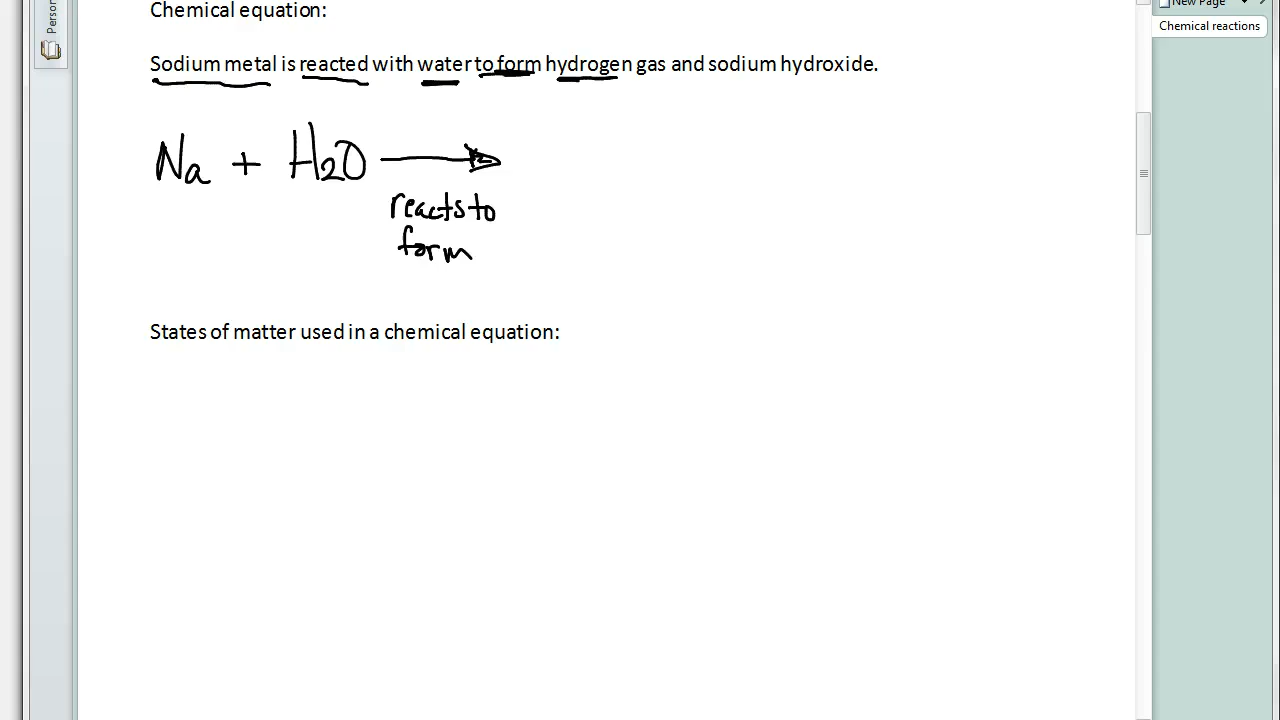 New Page
Chemical reactions
Person
Chemical equation:
Sodium metal is reacted with water to form hydrogen gas and sodium hydroxide.
Na + H2O →
reacts to
form
States of matter used in a chemical equation: